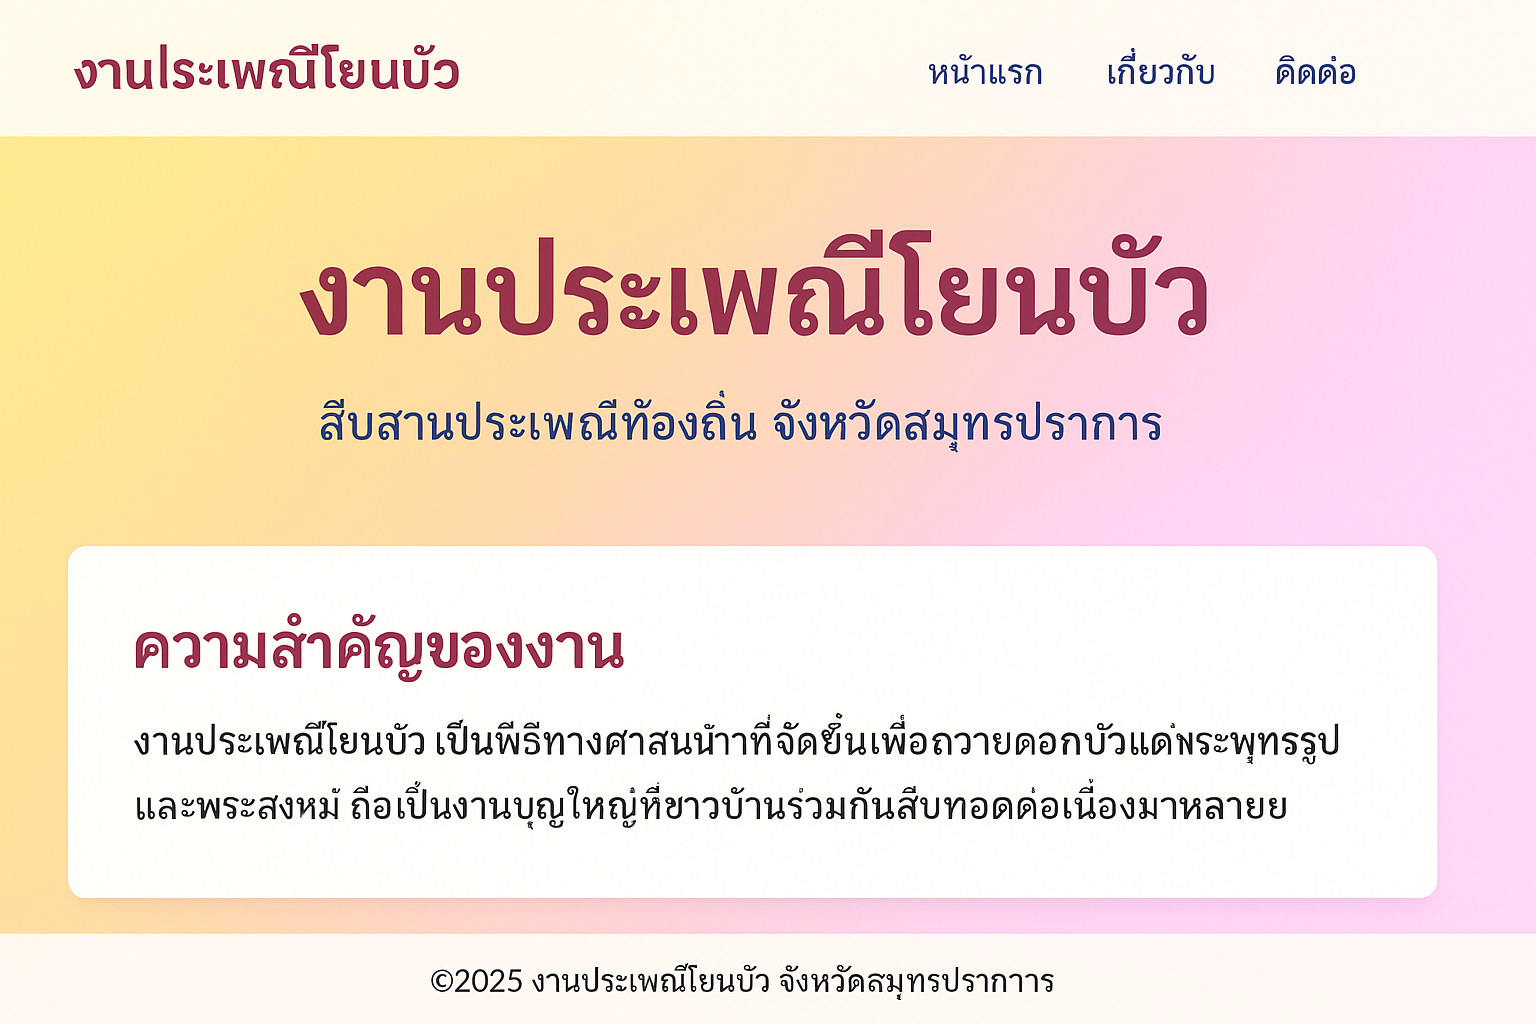 งานประเพณีโยนบัว
หน้าแรก เกี่ยวกับ คิดด่อ
งานประเพณีโยนบัว
สีบสานประเพณีท้องถิ่น จังหวัดสมุทรปราการ
ความสำคัญของงาน
งานประเพณีโยนบัว เป็นพีธีทางศาสนน้าาที่จัดขึ้นเพื่อถวายดอกบัวแด่พระพุทธรูป
และพระสงหมั ถือเป็นงานบุญใหญ่ที่ชาวบ้านร่วมกันสืบทอดด่อเนื่องมาหลายย
©2025 งานประเพณีโยนบัว จังหวัดสมุทรปรากาาร